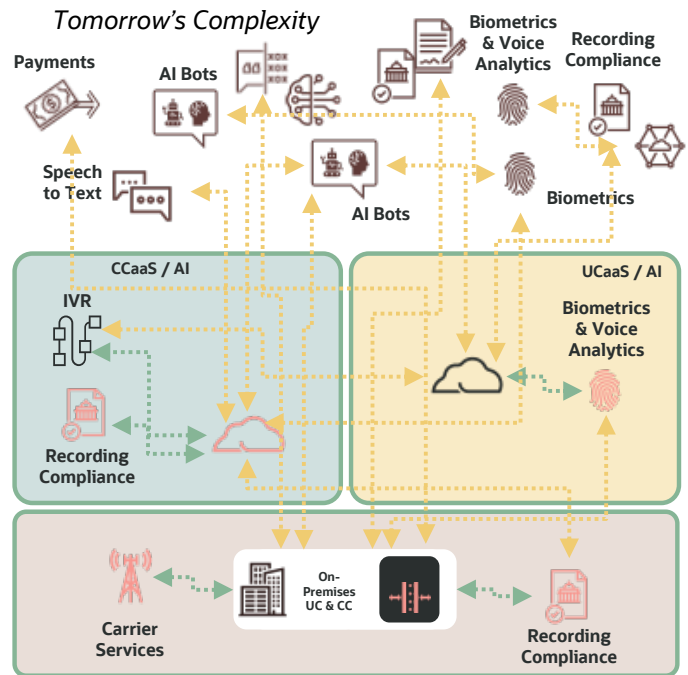 Tomorrow's Complexity
Payments
AI Bots
Biometrics
& Voice
Analytics
Recording
Compliance
Speech
to Text
AI Bots
Biometrics
CCaaS / AI
UCaaS / AI
IVR
Biometrics
& Voice
Analytics
Recording
Compliance
On-
Premises
UC & CC
Carrier
Services
Recording
Compliance